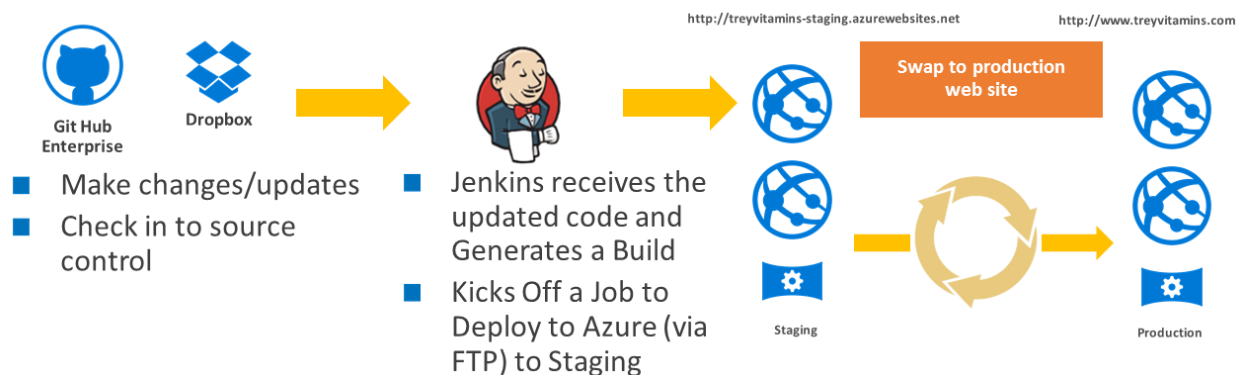 http://treyvitamins-staging.azurewebsites.net
http://www.treyvitamins.com
Git Hub
Enterprise
Dropbox
Make changes/updates
Check in to source
control
Jenkins receives the
updated code and
Generates a Build
Kicks Off a Job to
Deploy to Azure (via
FTP) to Staging
Swap to production
web site
Staging
Production